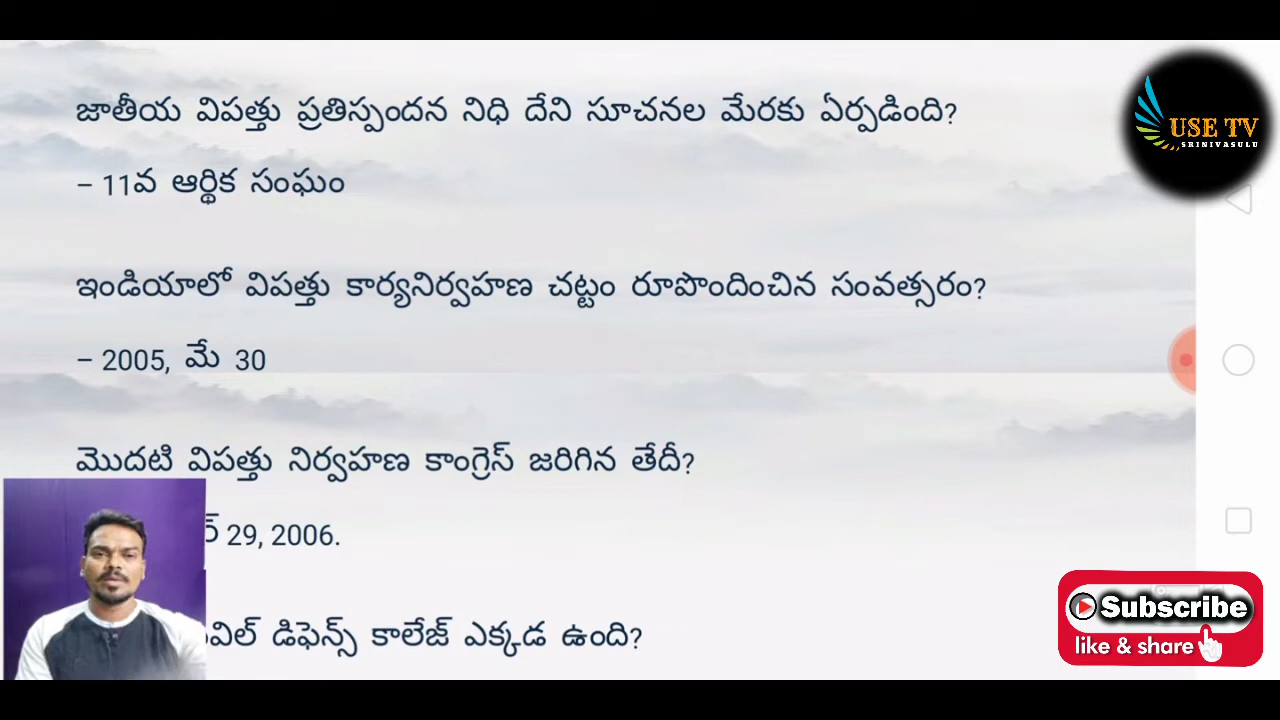 జాతీయ విపత్తు ప్రతిస్పందన నిధి దేని సూచనల మేరకు ఏర్పడింది?
– 11వ ఆర్థిక సంఘం
ఇండియాలో విపత్తు కార్యనిర్వహణ చట్టం రూపొందించిన సంవత్సరం?
– 2005, మే 30
మొదటి విపత్తు నిర్వహణ కాంగ్రెస్ జరిగిన తేదీ?
29, 2006.
డిఫెన్స్ కాలేజ్ ఎక్కడ ఉంది?
USE TV
SRINIVASULU
Subscribe
like & share